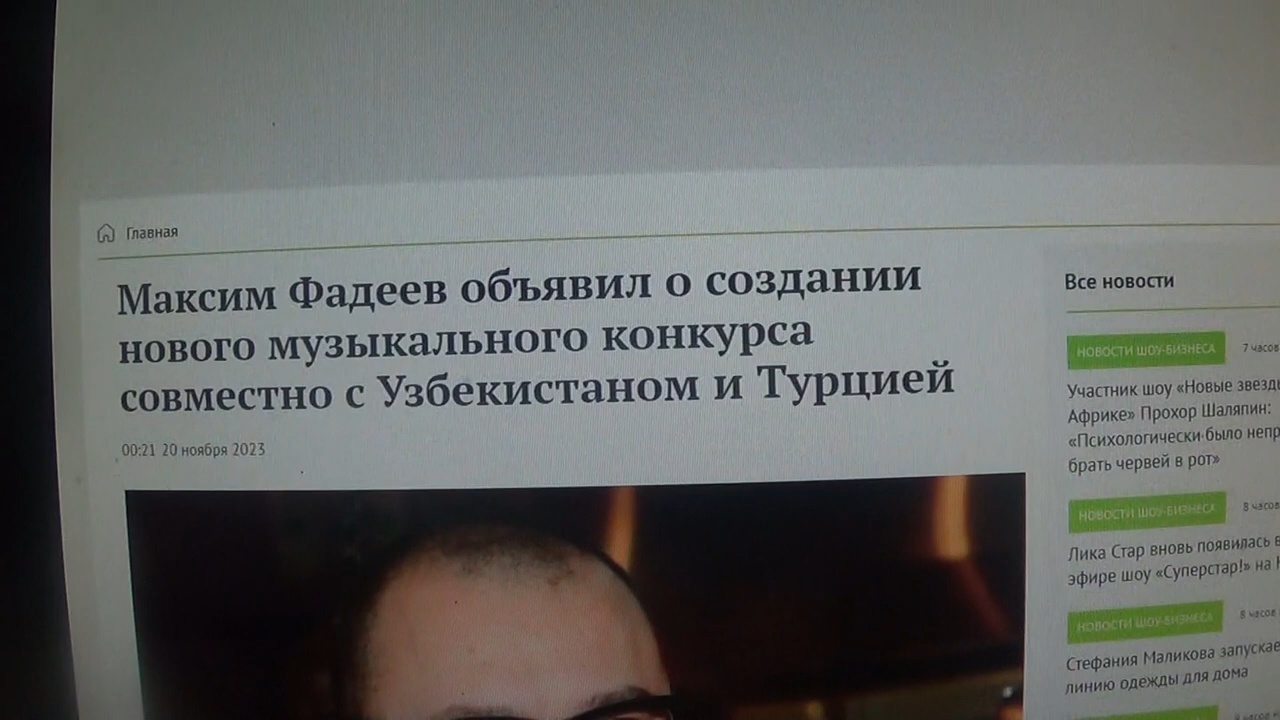 Главная
Максим Фадеев объявил о создании
нового музыкального конкурса
совместно с Узбекистаном и Турцией
00:21 20 ноября 2023
Все новости
НОВОСТИ ШОУ-БИЗНЕСА 7 часов
Участник шоу «Новые звезды
Африке» Прохор Шаляпин:
«Психологически было
брать червей в рот»
НОВОСТИ ШОУ-БИЗНЕСА 8 часов
Лика Стар вновь появилась в
эфире шоу «Суперстар!» на
НОВОСТИ ШОУ-БИЗНЕСА 8 часов
Стефания Маликова запускае
линию одежды для дома